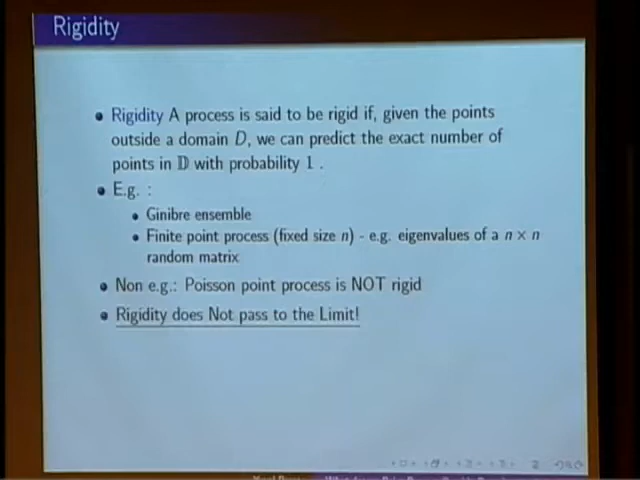 Rigidity
Rigidity A process is said to be rigid if, given the points
outside a domain D, we can predict the exact number of
points in 𝔻 with probability 1 .
E.g. :
Ginibre ensemble
Finite point process (fixed size n) - e.g. eigenvalues of a n × n
random matrix
Non e.g.: Poisson point process is NOT rigid
Rigidity does Not pass to the Limit!